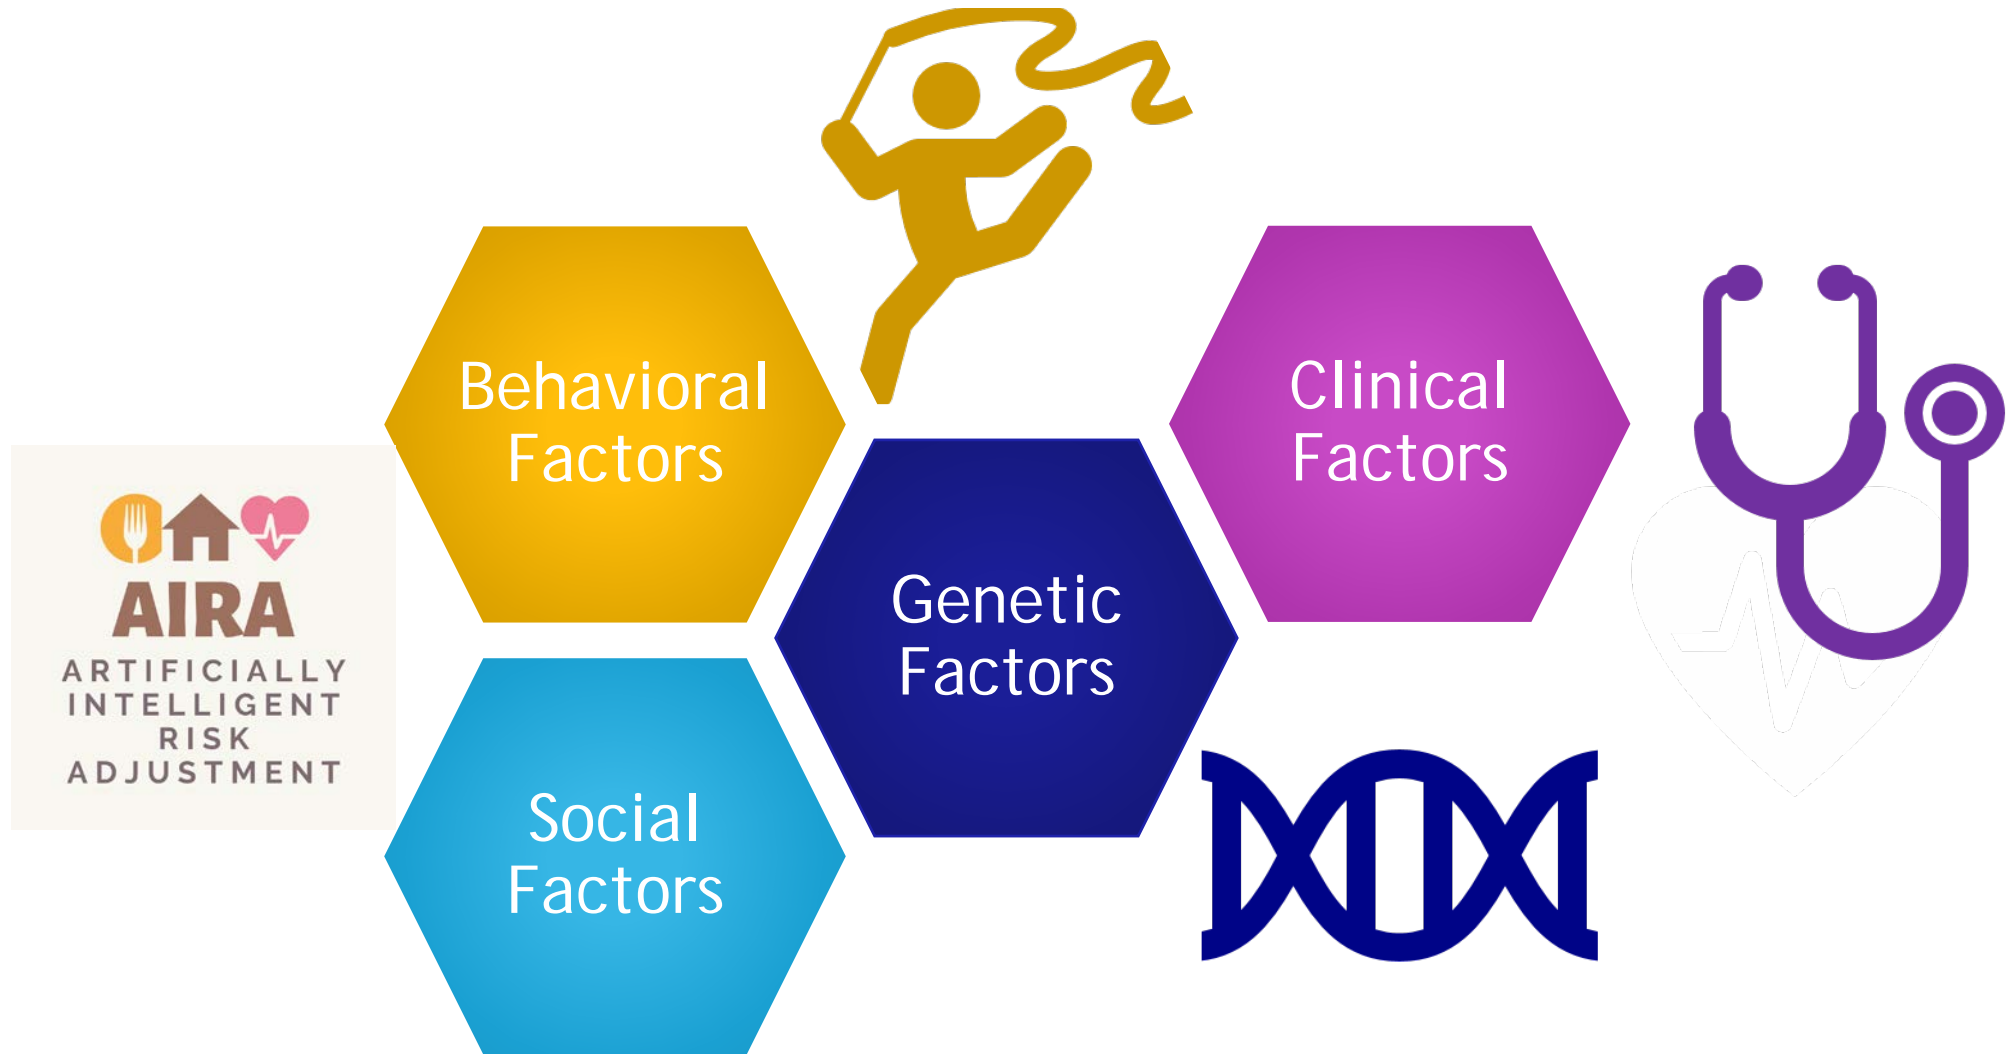 Behavioral
Factors
Clinical
Factors
Genetic
Factors
AIRA
ARTIFICIALLY
INTELLIGENT
RISK
ADJUSTMENT
Social
Factors